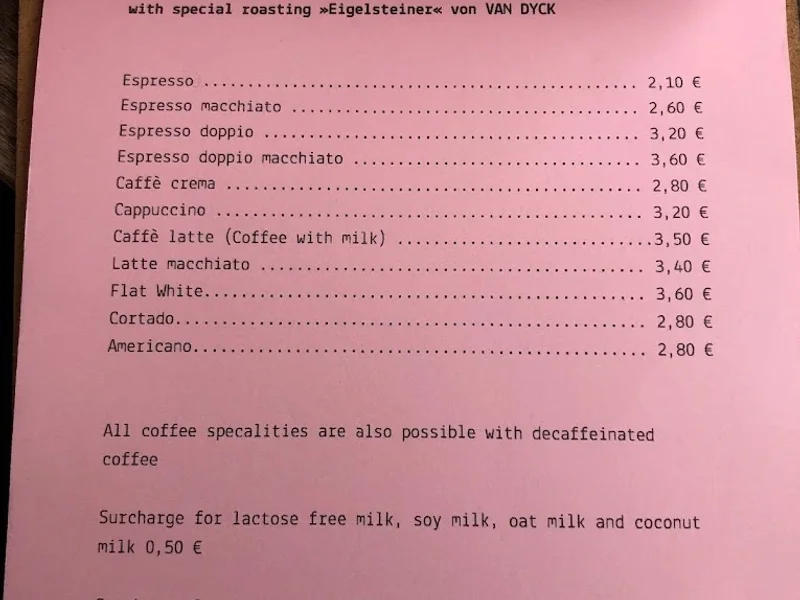 with special roasting »Eigelsteiner« von VAN DYCK
Espresso ................................................ 2,10 €
Espresso macchiato ...................................... 2,60 €
Espresso doppio ......................................... 3,20 €
Espresso doppio macchiato ............................... 3,60 €
Caffè crema ............................................. 2,80 €
Cappuccino .............................................. 3,20 €
Caffè latte (Coffee with milk) ............................3,50 €
Latte macchiato ......................................... 3,40 €
Flat White............................................... 3,60 €
Cortado.................................................. 2,80 €
Americano................................................ 2,80 €
All coffee specalities are also possible with decaffeinated
coffee
Surcharge for lactose free milk, soy milk, oat milk and coconut
milk 0,50 €